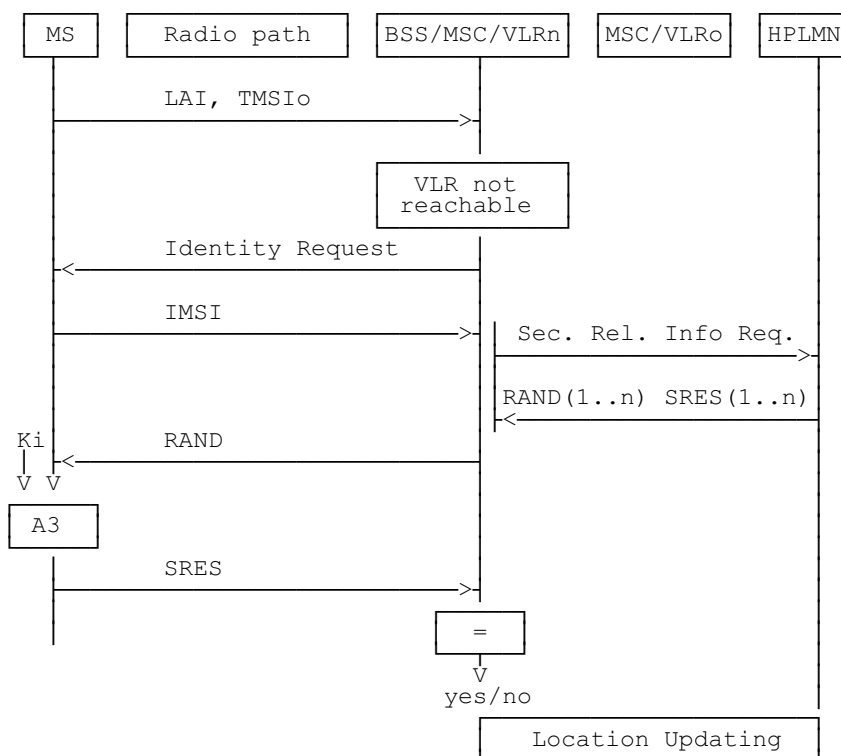 MS Radio path BSS/MSC/VLRn MSC/VLRo HPLMN
LAI, TMSIo
VLR not
reachable
Identity Request
IMSI
Sec. Rel. Info Req.
RAND(1..n) SRES(1..n)
Ki RAND
V V
A3
SRES
=
V
yes/no
Location Updating